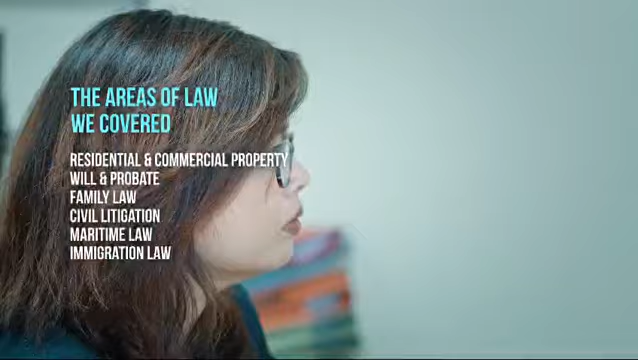 THE AREAS OF LAW
WE COVERED
RESIDENTIAL & COMMERCIAL PROPERTY
WILL & PROBATE
FAMILY LAW
CIVIL LITIGATION
MARITIME LAW
IMMIGRATION LAW